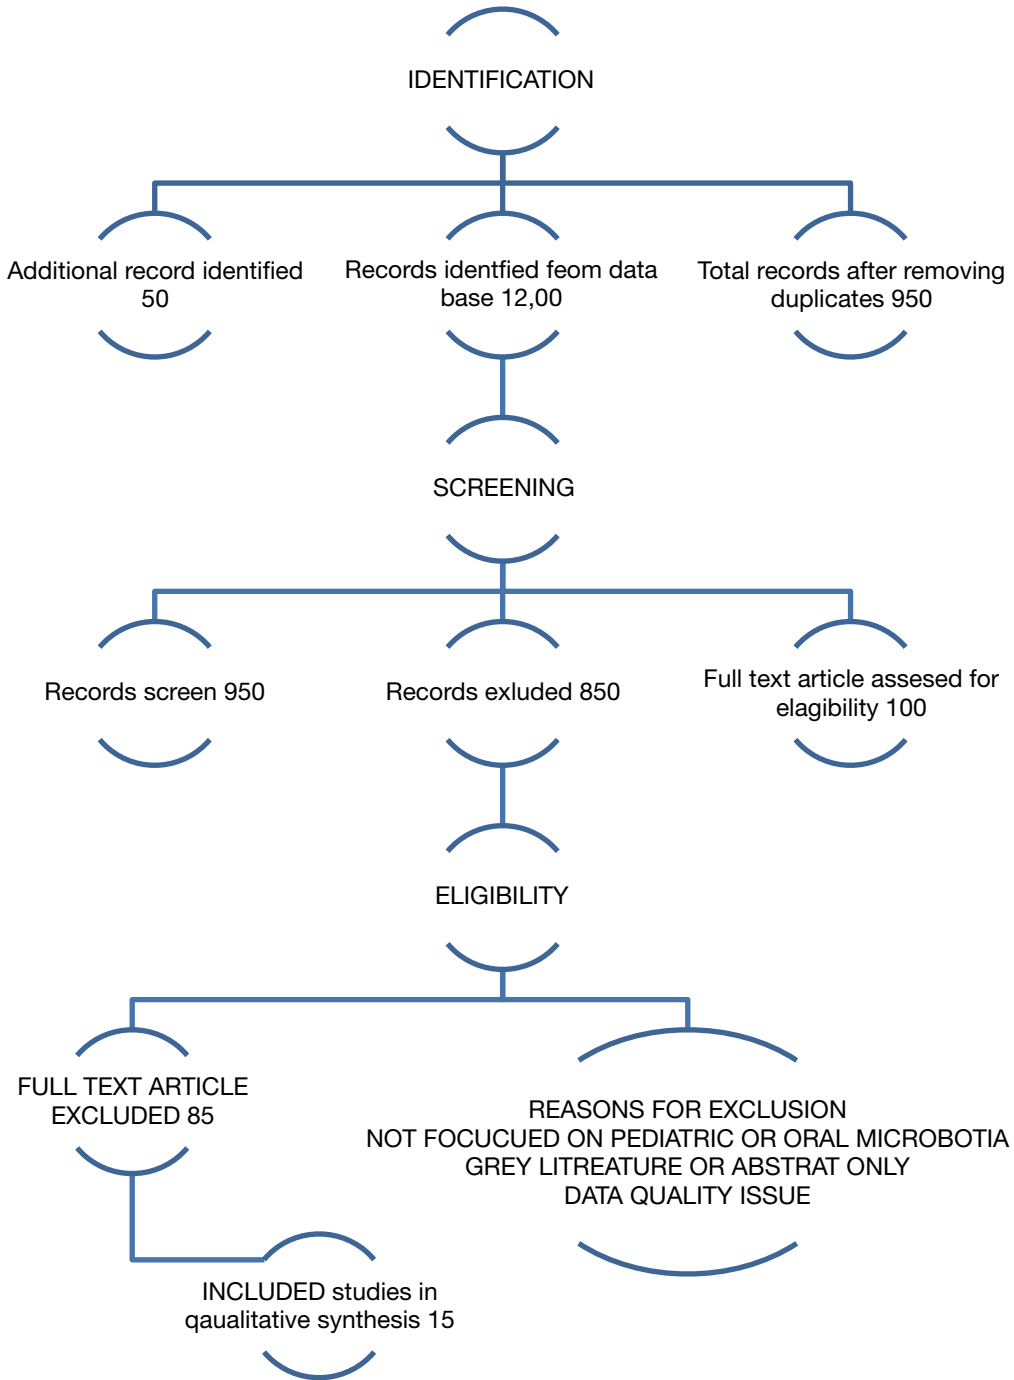 IDENTIFICATION
Additional record identified
50
Records identfied feom data
base 12,00
Total records after removing
duplicates 950
SCREENING
Records screen 950
Records exluded 850
Full text article assesed for
elagibility 100
ELIGIBILITY
FULL TEXT ARTICLE
EXCLUDED 85
REASONS FOR EXCLUSION
NOT FOCUCUED ON PEDIATRIC OR ORAL MICROBOTIA
GREY LITREATURE OR ABSTRAT ONLY
DATA QUALITY ISSUE
INCLUDED studies in
qaualitative synthesis 15